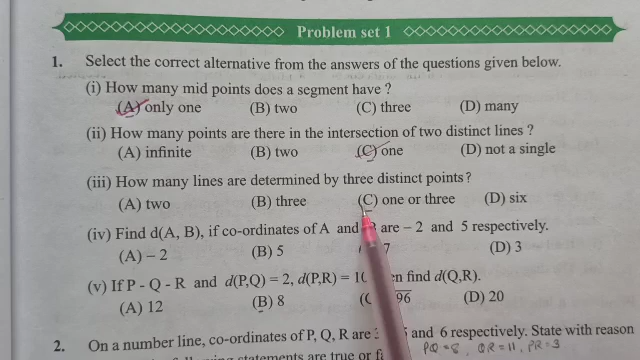 Problem set 1
1. Select the correct alternative from the answers of the questions given below.
(i) How many mid points does a segment have ?
(A) only one (B) two (C) three (D) many
(ii) How many points are there in the intersection of two distinct lines ?
(A) infinite (B) two (C) one (D) not a single
(iii) How many lines are determined by three distinct points?
(A) two (B) three (C) one or three (D) six
(iv) Find d(A, B), if co-ordinates of A and are - 2 and 5 respectively.
(A) - 2 (B) 5 7 (D) 3
(v) If P - Q - R and d(P,Q) = 2, d(P,R) = find d(Q,R).
(A) 12 (B) 8 96 (D) 20
2. On a number line, co-ordinates of P, Q, R are and 6 respectively. State with reason
statements are true or
PQ = 8, QR = 11, PR = 3